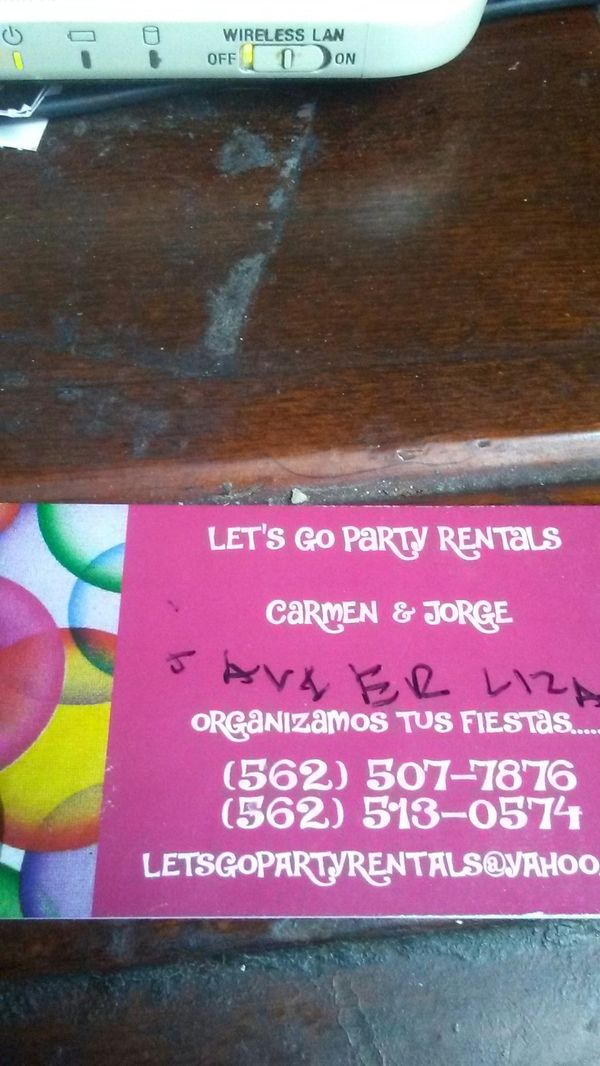 WIRELESS LAN
OFF ON
LET'S GO PARTY RENTALS
CARMEN & JORGE
JAVIER LIZA
ORGANIZAMOS TUS FIESTAS.....
(562) 507-7876
(562) 513-0574
LETSGOPARTYRENTALS@YAHOO.